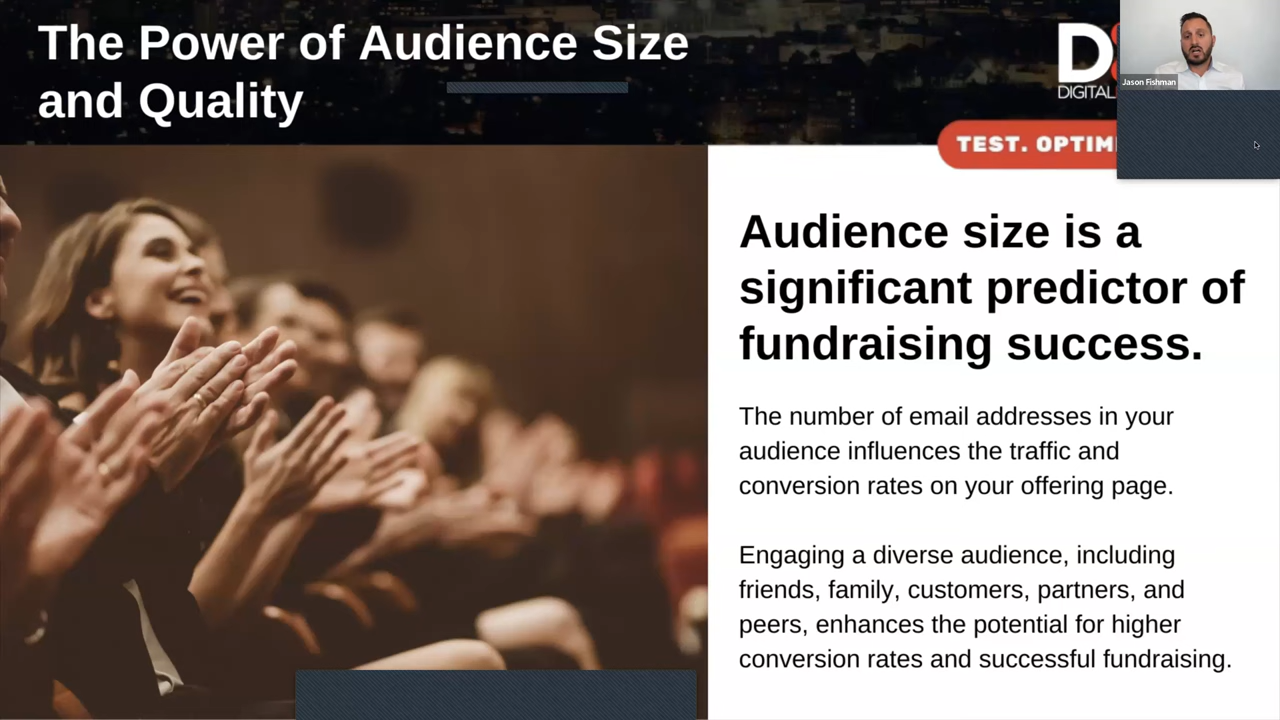 The Power of Audience Size
and Quality
DIGITAL
Jason Fishman
TEST.
Audience size is a
significant predictor of
fundraising success.
The number of email addresses in your
audience influences the traffic and
conversion rates on your offering page.
Engaging a diverse audience, including
friends, family, customers, partners, and
peers, enhances the potential for higher
conversion rates and successful fundraising.